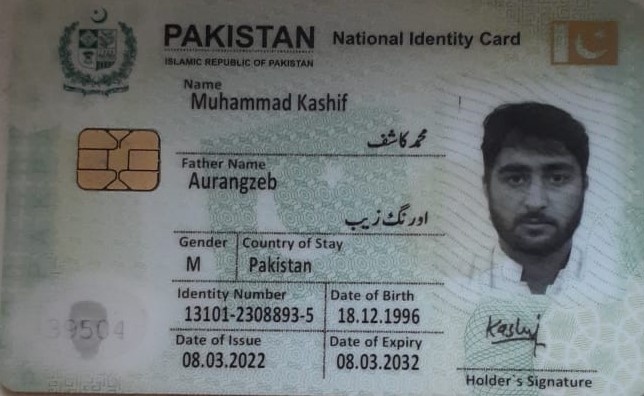 PAKISTAN National Identity Card
ISLAMIC REPUBLIC OF PAKISTAN
Name
Muhammad Kashif
محمد کاشف
Father Name
Aurangzeb
اورنگ زیب
Gender Country of Stay
M Pakistan
Identity Number Date of Birth
13101-2308893-5 18.12.1996
Date of Issue Date of Expiry
08.03.2022 08.03.2032
39504
Kashif
Holder`s Signature